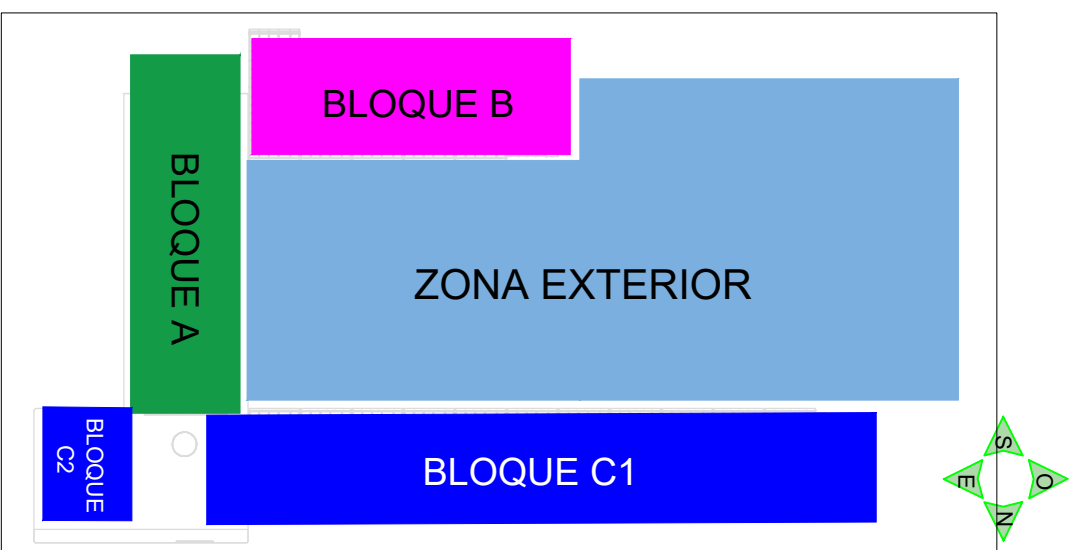 BLOQUE B
BLOQUE A
ZONA EXTERIOR
BLOQUE
C2
BLOQUE C1
S
E
O
N